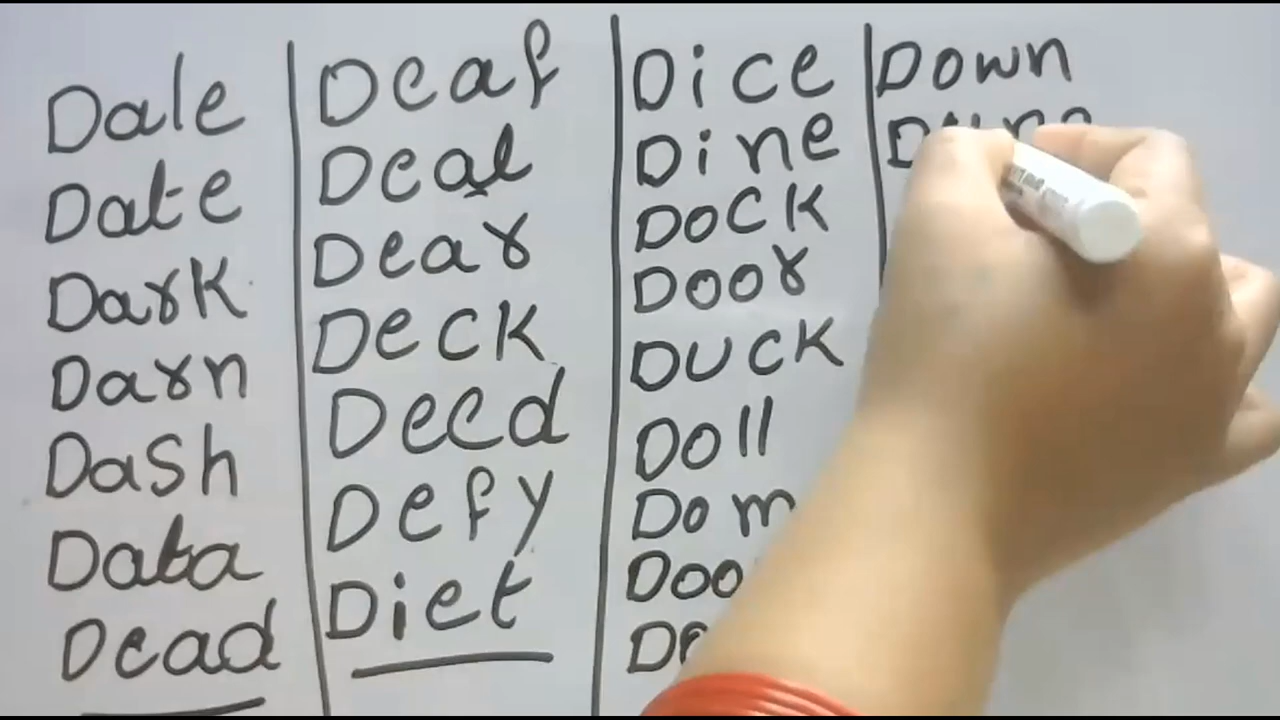 Dale
Date
Dark
Darn
Dash
Data
Dead
Deaf
Deal
Dear
Deck
Deed
Defy
Diet
Dice
Dine
Dock
Door
Duck
Doll
Down